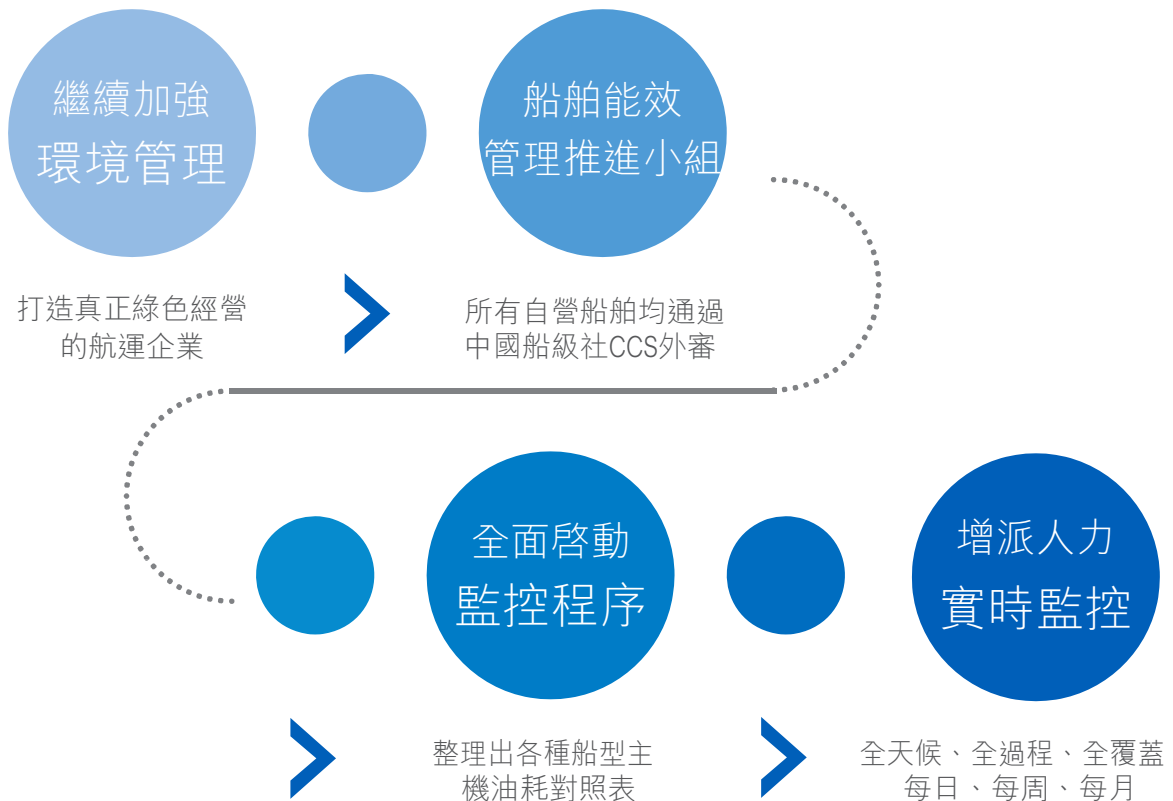 繼續加強
環境管理
打造真正綠色經營
的航運企業
船舶能效
管理推進小組
所有自營船舶均通過
中國船級社CCS外審
全面啓動
監控程序
整理出各種船型主
機油耗對照表
增派人力
實時監控
全天候、全過程、全覆蓋
每日、每周、每月